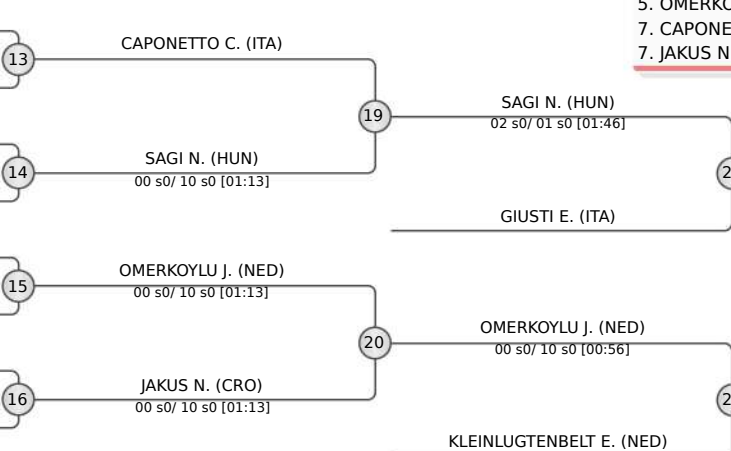 5. OMERKO
7. CAPONE
7. JAKUS N
CAPONETTO C. (ITA)
13
19
SAGI N. (HUN)
02 s0/ 01 s0 [01:46]
SAGI N. (HUN)
14
00 s0/ 10 s0 [01:13]
2
GIUSTI E. (ITA)
OMERKOYLU J. (NED)
15
00 s0/ 10 s0 [01:13]
20
OMERKOYLU J. (NED)
00 s0/ 10 s0 [00:56]
JAKUS N. (CRO)
16
00 s0/ 10 s0 [01:13]
2
KLEINLUGTENBELT E. (NED)